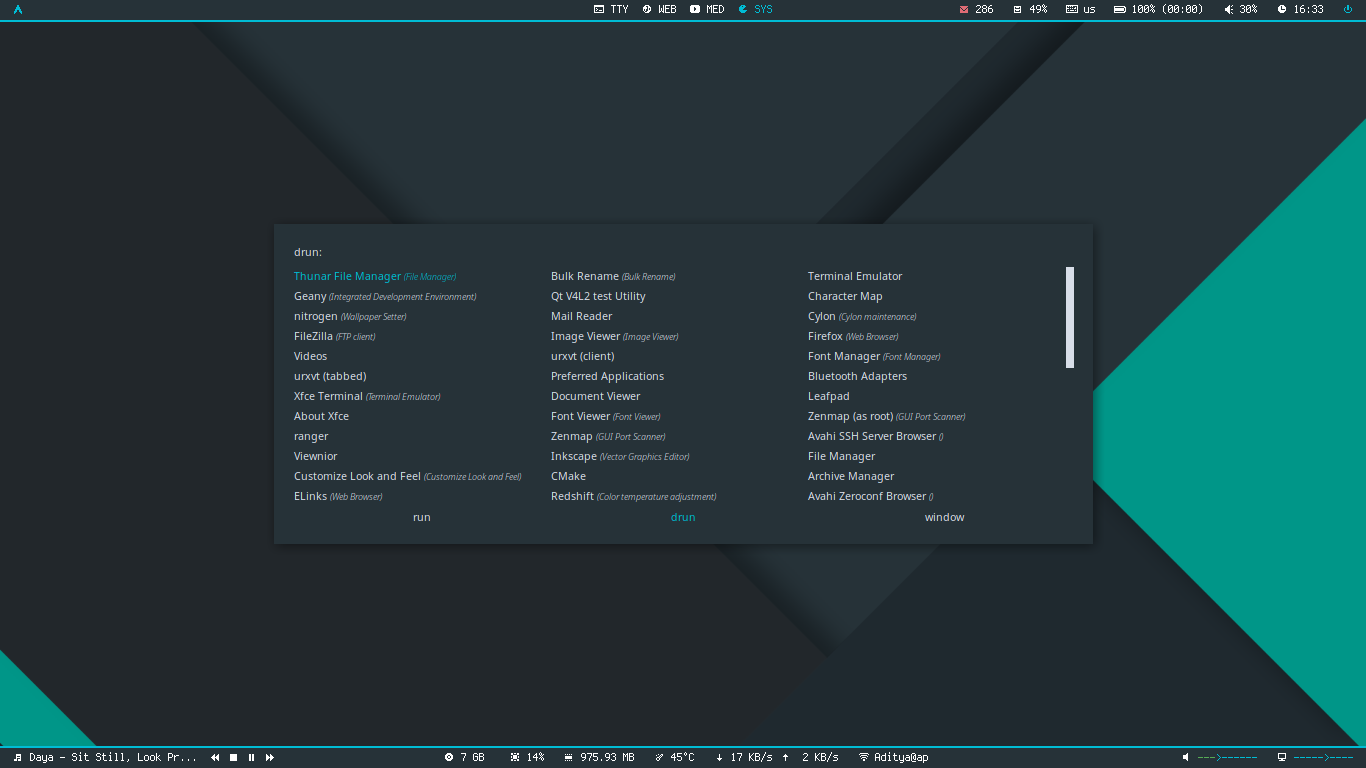 TTY WEB MED SYS 286 49% us 100% (00:00) 30% 16:33
drun:
Thunar File Manager (File Manager) Bulk Rename (Bulk Rename) Terminal Emulator
Geany (Integrated Development Environment) Qt V4L2 test Utility Character Map
nitrogen (Wallpaper Setter) Mail Reader Cylon (Cylon maintenance)
FileZilla (FTP client) Image Viewer (Image Viewer) Firefox (Web Browser)
Videos urxvt (client) Font Manager (Font Manager)
urxvt (tabbed) Preferred Applications Bluetooth Adapters
Xfce Terminal (Terminal Emulator) Document Viewer Leafpad
About Xfce Font Viewer (Font Viewer) Zenmap (as root) (GUI Port Scanner)
ranger Zenmap (GUI Port Scanner) Avahi SSH Server Browser ()
Viewnior Inkscape (Vector Graphics Editor) File Manager
Customize Look and Feel (Customize Look and Feel) CMake Archive Manager
ELinks (Web Browser) Redshift (Color temperature adjustment) Avahi Zeroconf Browser ()
run drun window
Daya - Sit Still, Look Pr... 7 GB 14% 975.93 MB 45°C 17 KB/s 2 KB/s Aditya@ap --->------ ----->----